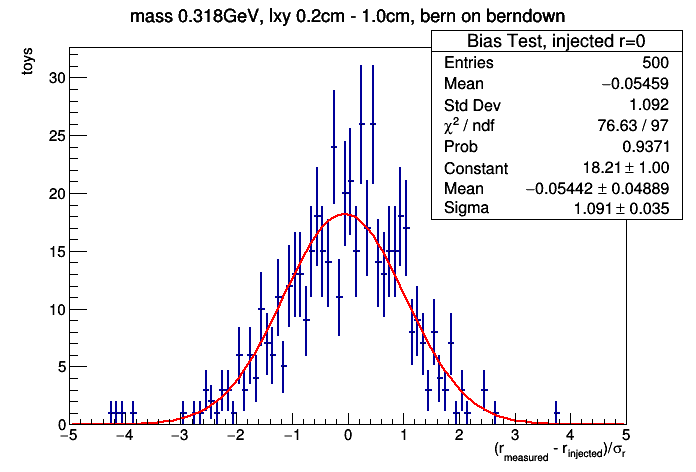 mass 0.318GeV, lxy 0.2cm - 1.0cm, bern on berndown
toys
Bias Test, injected r=0
Entries 500
Mean −0.05459
Std Dev 1.092
χ² / ndf 76.63 / 97
Prob 0.9371
Constant 18.21 ± 1.00
Mean −0.05442 ± 0.04889
Sigma 1.091 ± 0.035
30
25
20
15
10
5
0
−5 −4 −3 −2 −1 0 1 2 3 4 5
(r_measured - r_injected)/σ_r